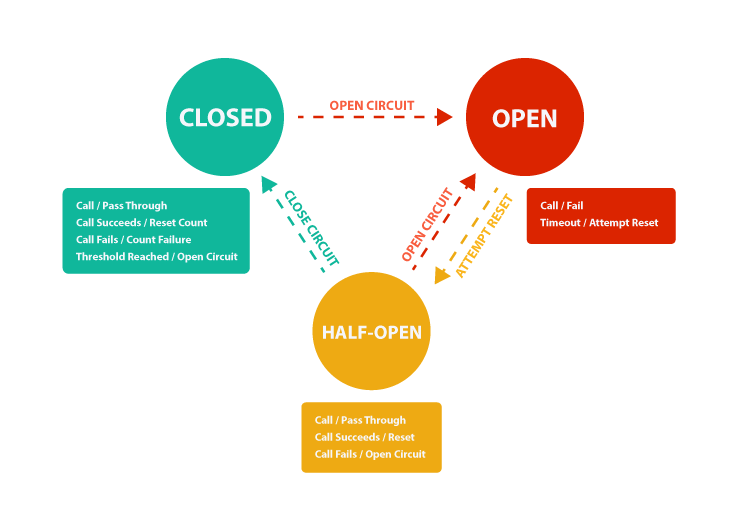 CLOSED
OPEN CIRCUIT
OPEN
Call / Pass Through
Call Succeeds / Reset Count
Call Fails / Count Failure
Threshold Reached / Open Circuit
CLOSE CIRCUIT
OPEN CIRCUIT
ATTEMPT RESET
Call / Fail
Timeout / Attempt Reset
HALF-OPEN
Call / Pass Through
Call Succeeds / Reset
Call Fails / Open Circuit